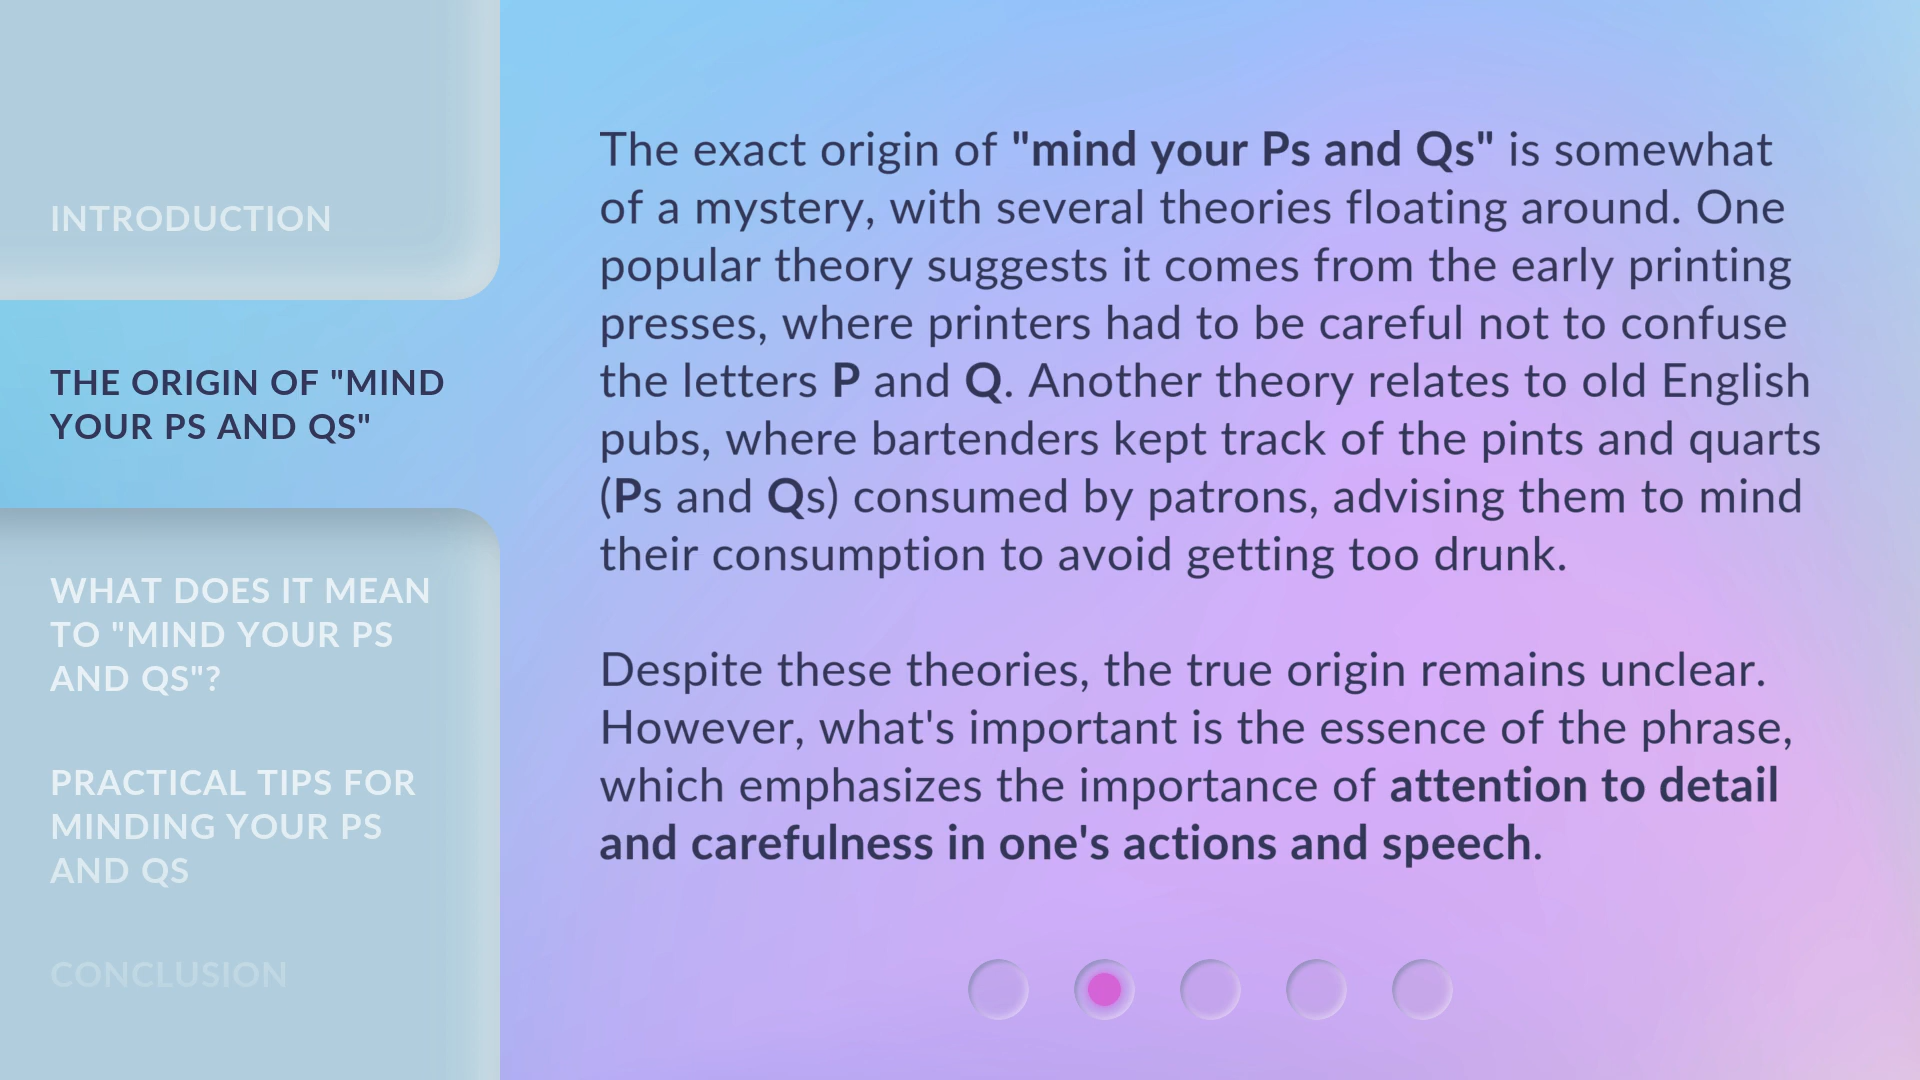 INTRODUCTION
THE ORIGIN OF "MIND
YOUR PS AND QS"
WHAT DOES IT MEAN
TO "MIND YOUR PS
AND QS"?
PRACTICAL TIPS FOR
MINDING YOUR PS
AND QS
CONCLUSION
The exact origin of "mind your Ps and Qs" is somewhat
of a mystery, with several theories floating around. One
popular theory suggests it comes from the early printing
presses, where printers had to be careful not to confuse
the letters P and Q. Another theory relates to old English
pubs, where bartenders kept track of the pints and quarts
(Ps and Qs) consumed by patrons, advising them to mind
their consumption to avoid getting too drunk.
Despite these theories, the true origin remains unclear.
However, what's important is the essence of the phrase,
which emphasizes the importance of attention to detail
and carefulness in one's actions and speech.